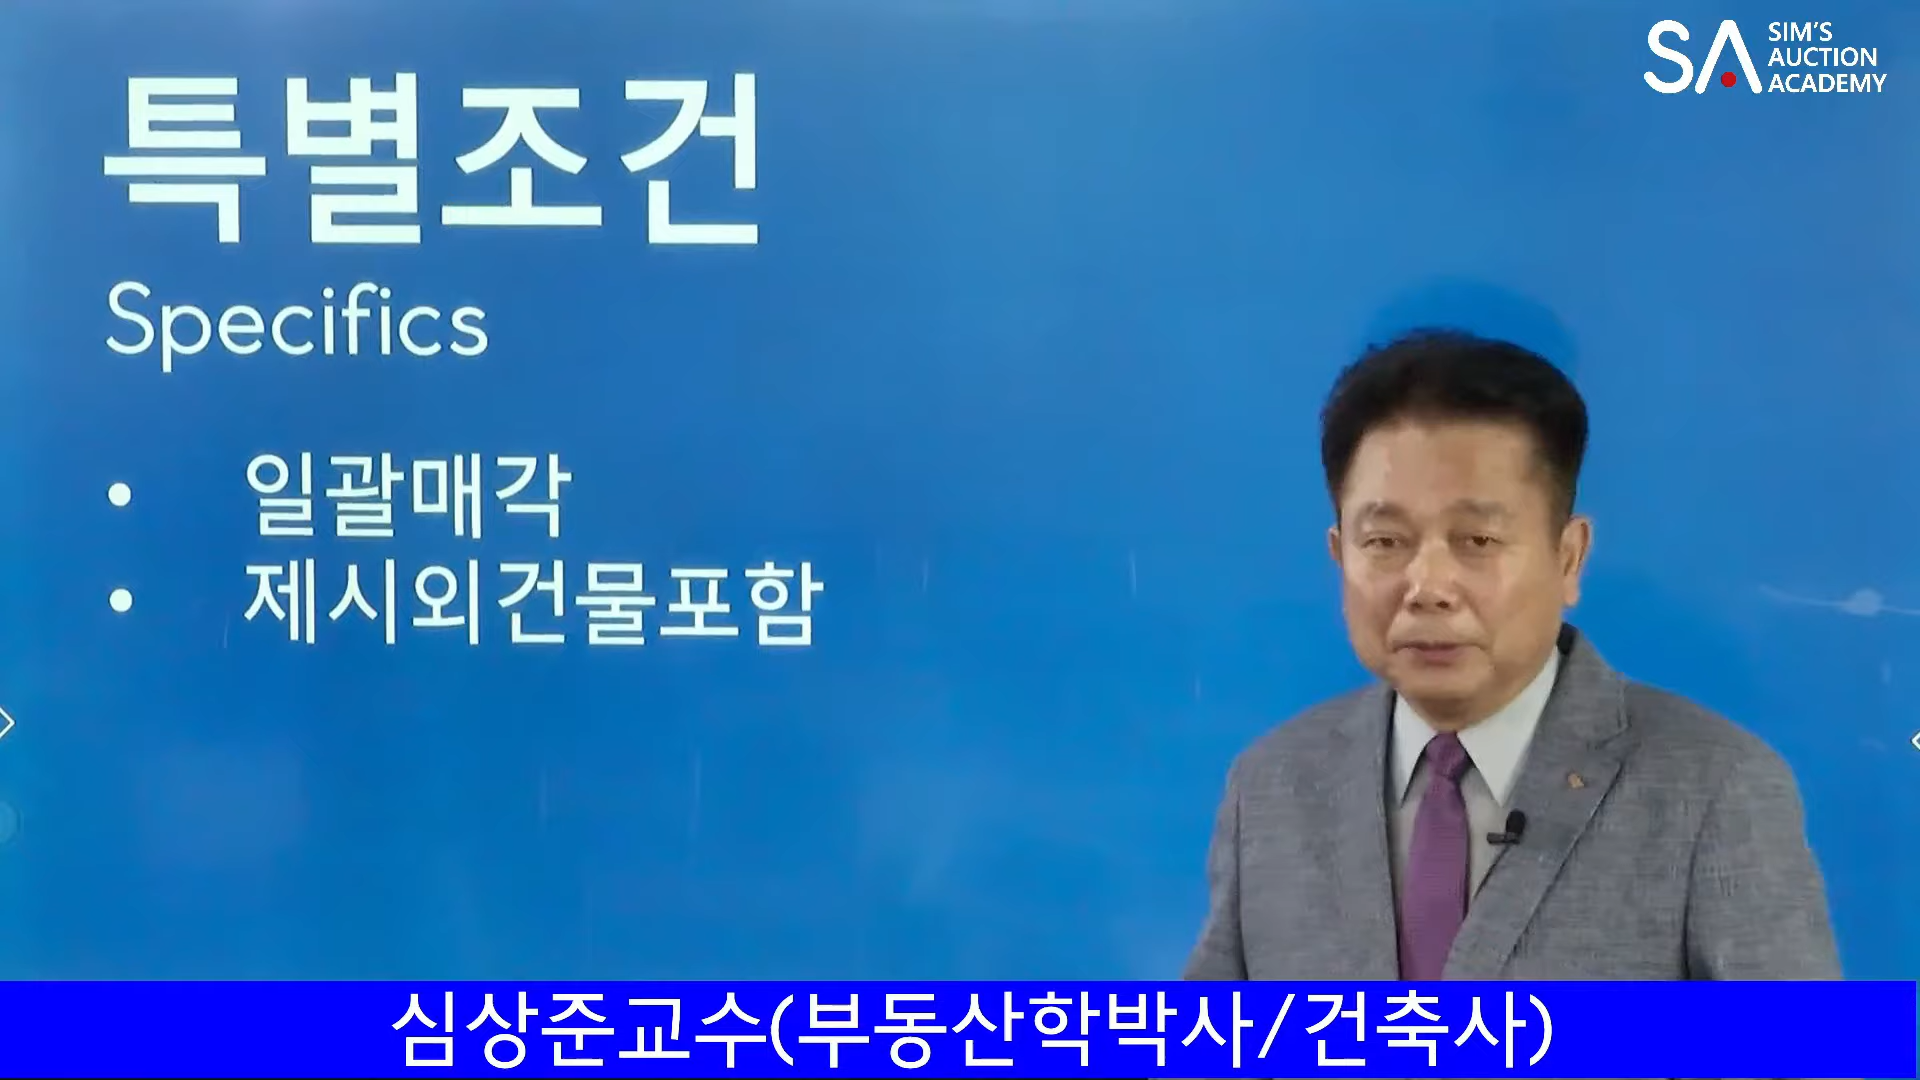 특별조건
Specifics
• 일괄매각
• 제시외건물포함
SA SIM'S
AUCTION
ACADEMY
심상준교수(부동산학박사/건축사)